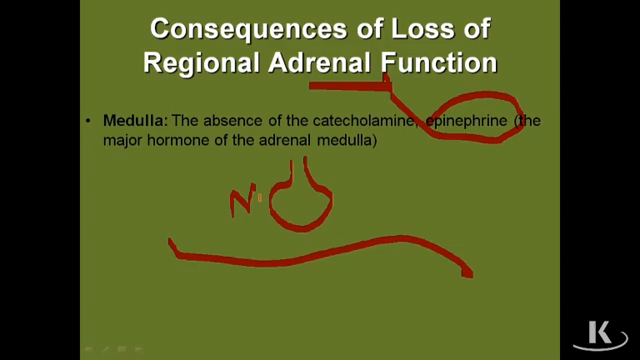 Consequences of Loss of
Regional Adrenal Function
• Medulla: The absence of the catecholamine, epinephrine (the
major hormone of the adrenal medulla)
N
K